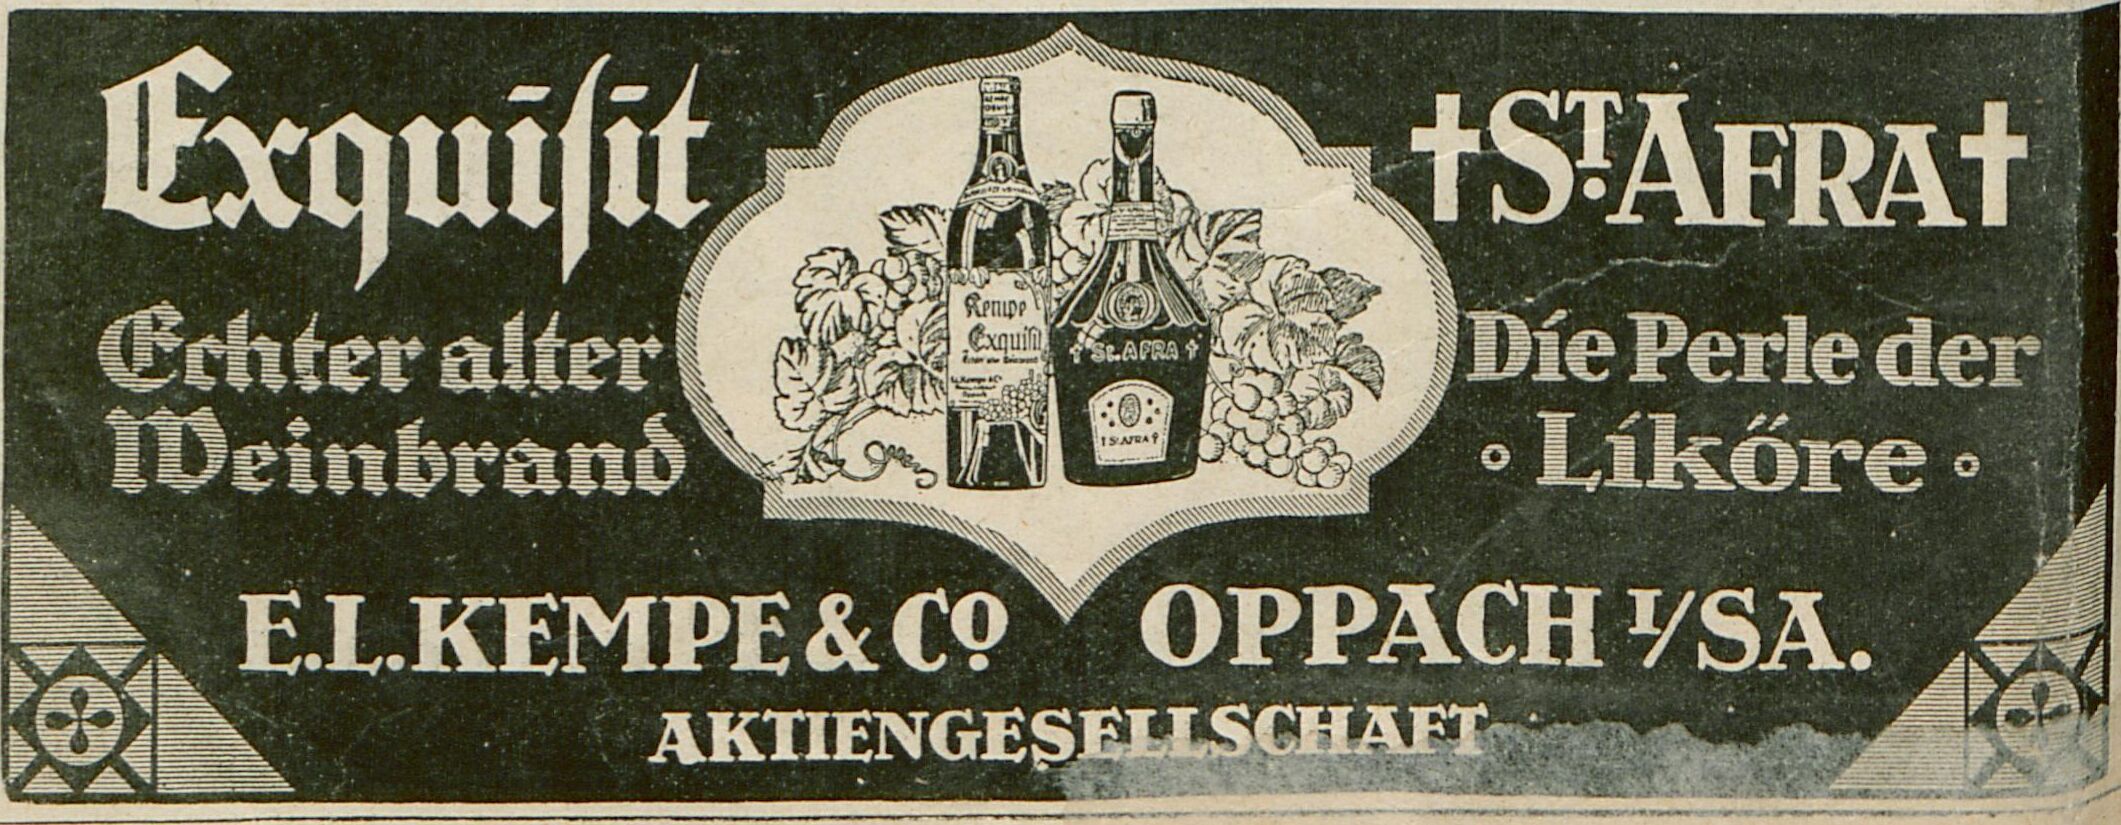 Exquiſit
Echter alter
Weinbrand
†ST. AFRA†
Die Perle der
• Liköre •
Kempe
Exquiſit
† St. AFRA †
† St. AFRA †
E. L. KEMPE & Co OPPACH I/SA.
AKTIENGESELLSCHAFT